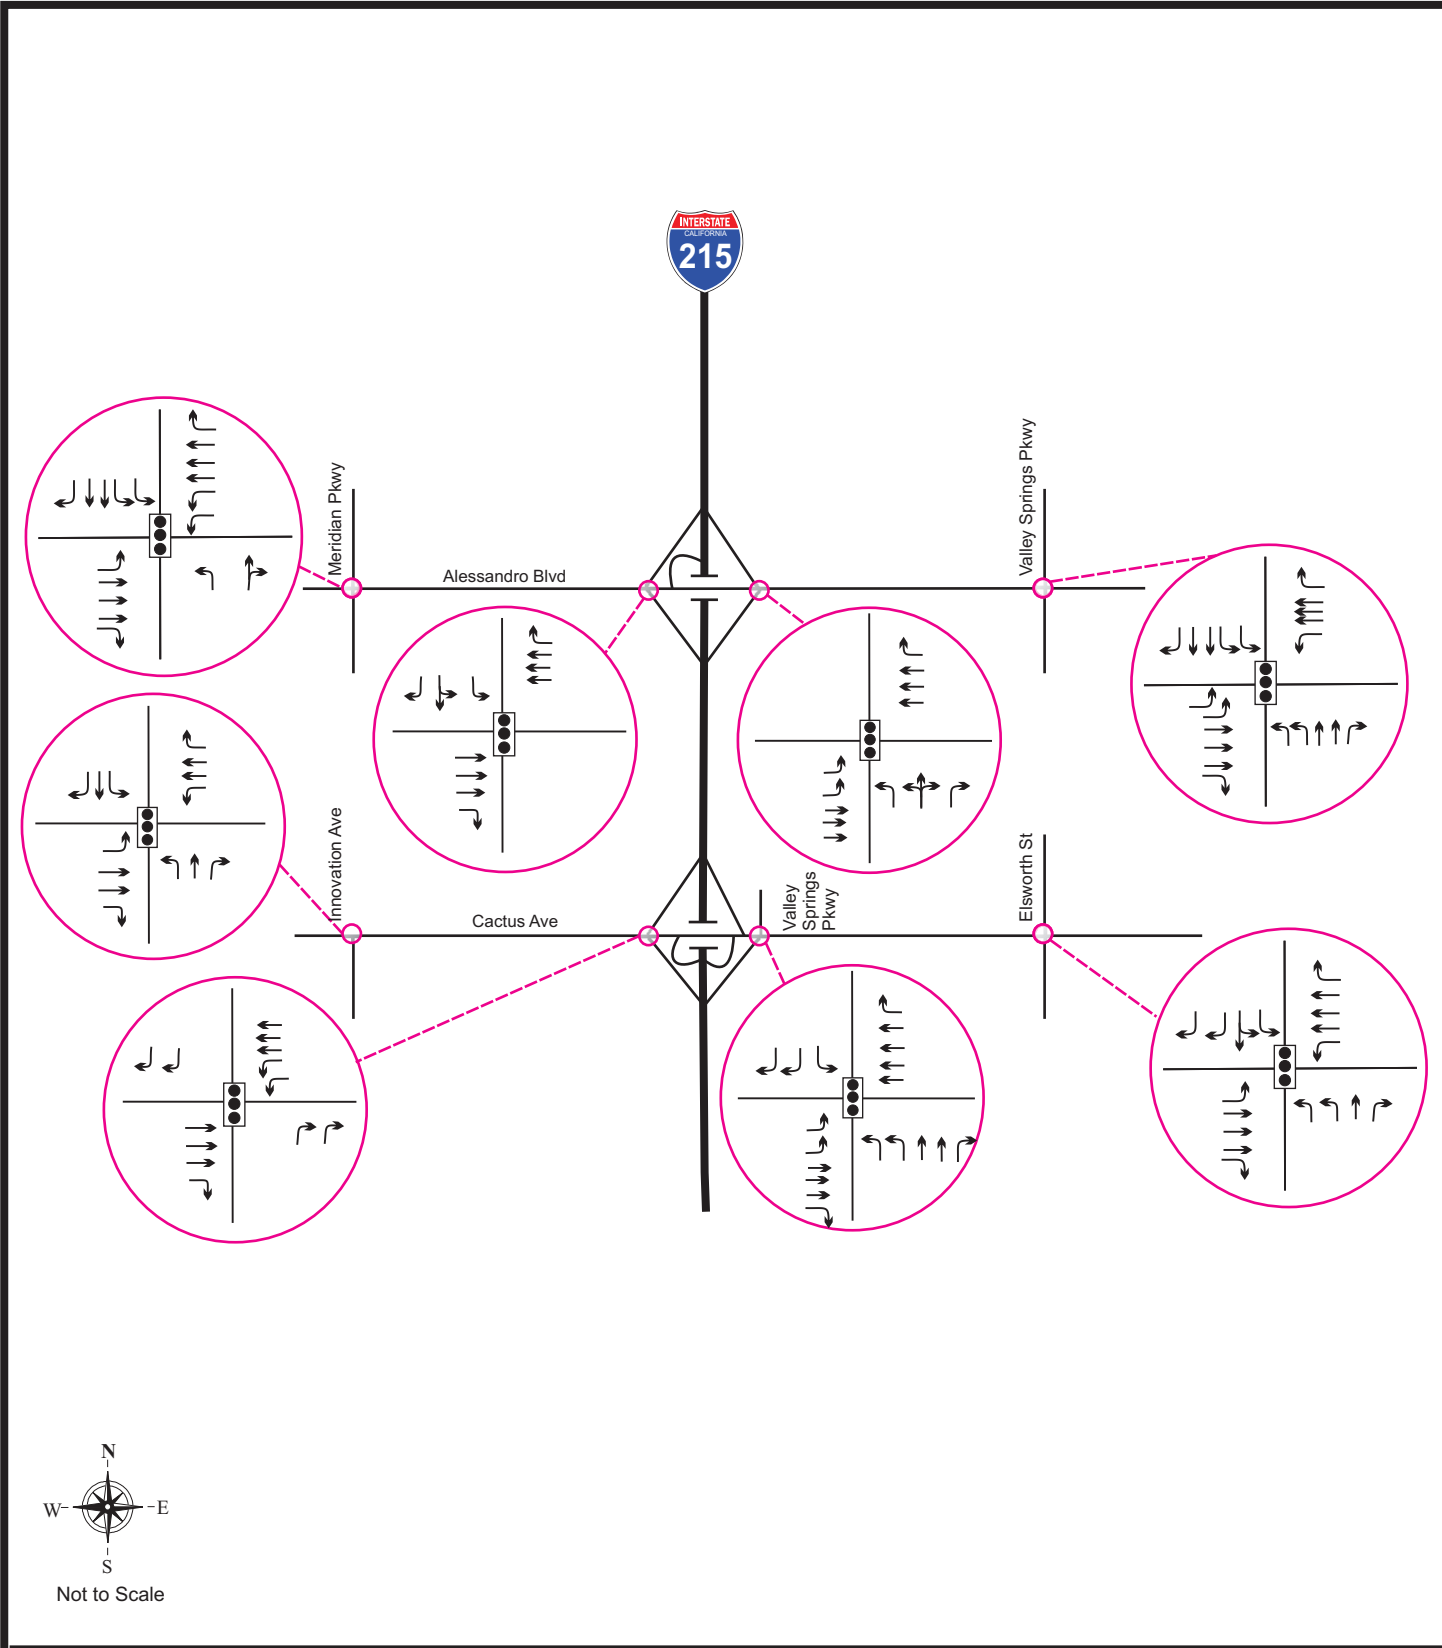 INTERSTATE
CALIFORNIA
215
Meridian Pkwy
Valley Springs Pkwy
Alessandro Blvd
Innovation Ave
Cactus Ave
Valley
Springs
Pkwy
Elsworth St
N
W
E
S
Not to Scale